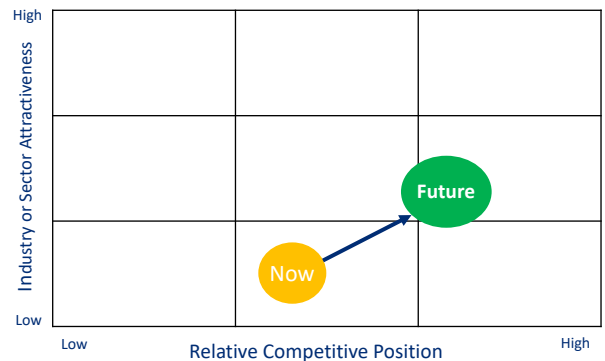 High
Industry or Sector Attractiveness
Future
Now
Low
Low
High
Relative Competitive Position